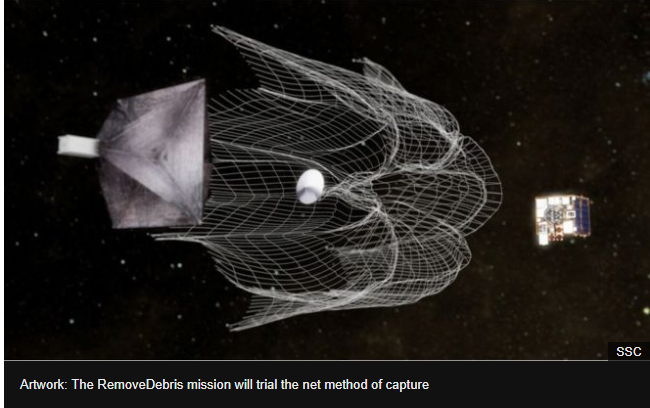 SSC
Artwork: The RemoveDebris mission will trial the net method of capture